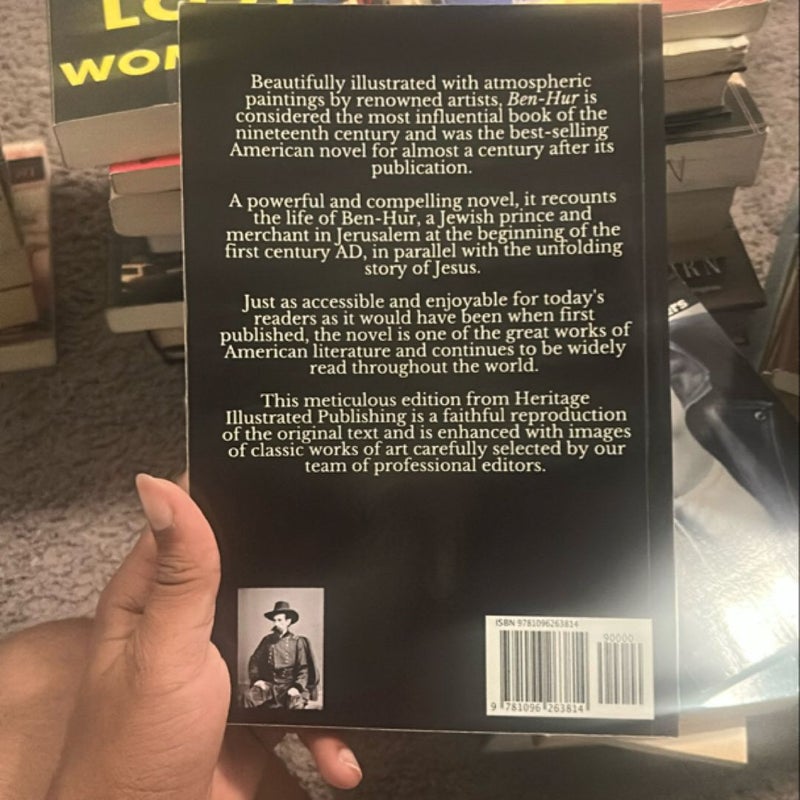 LO
WOM
Beautifully illustrated with atmospheric
paintings by renowned artists, Ben-Hur is
considered the most influential book of the
nineteenth century and was the best-selling
American novel for almost a century after its
publication.
A powerful and compelling novel, it recounts
the life of Ben-Hur, a Jewish prince and
merchant in Jerusalem at the beginning of the
first century AD, in parallel with the unfolding
story of Jesus.
Just as accessible and enjoyable for today's
readers as it would have been when first
published, the novel is one of the great works of
American literature and continues to be widely
read throughout the world.
This meticulous edition from Heritage
Illustrated Publishing is a faithful reproduction
of the original text and is enhanced with images
of classic works of art carefully selected by our
team of professional editors.
ISBN 9781096263814
90000
9 781096 263814